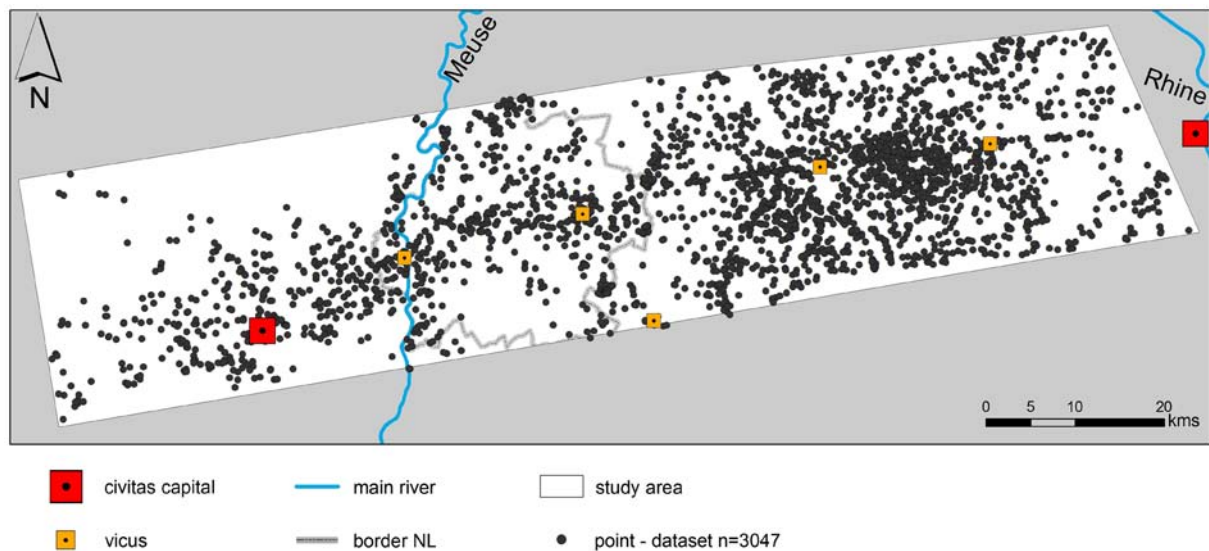 N
Meuse
Rhine
0 5 10 20
kms
civitas capital
main river
study area
vicus
border NL
point - dataset n=3047